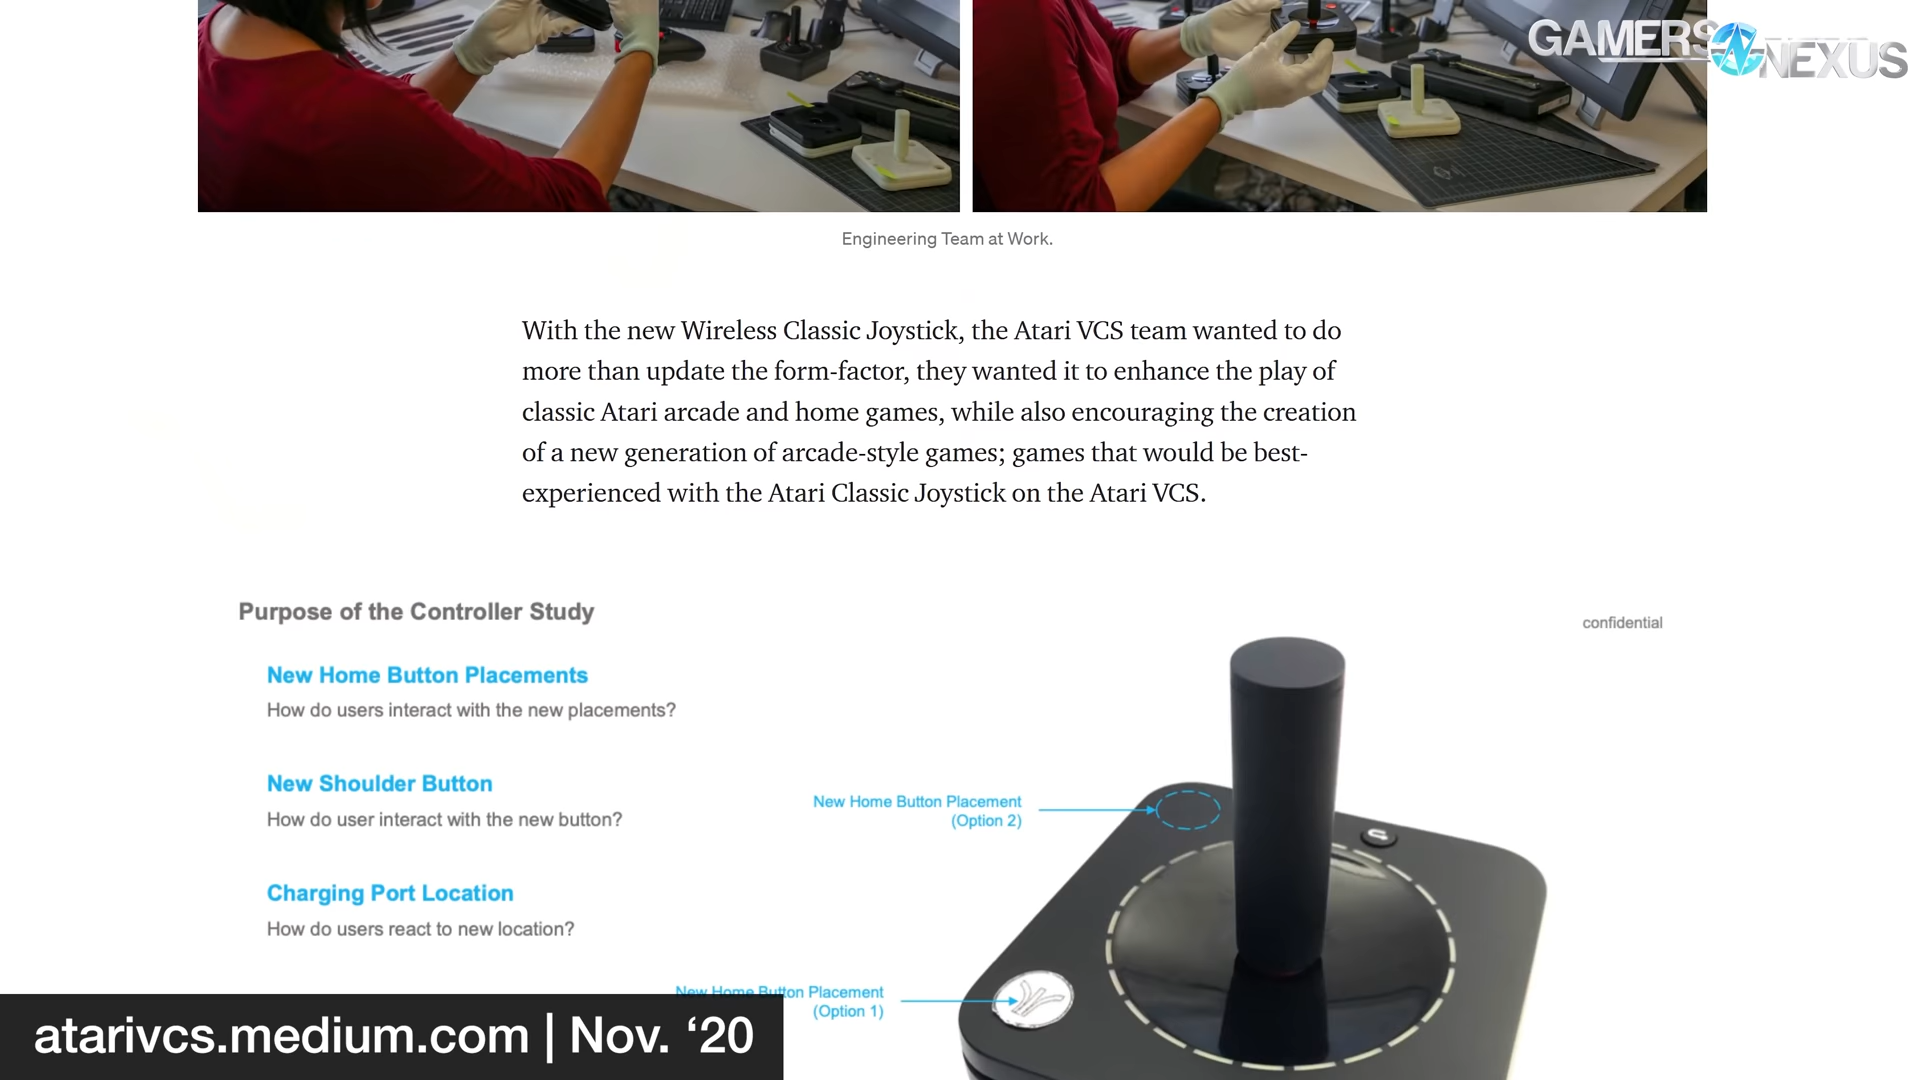 GAMERS NEXUS
Engineering Team at Work.
With the new Wireless Classic Joystick, the Atari VCS team wanted to do
more than update the form-factor, they wanted it to enhance the play of
classic Atari arcade and home games, while also encouraging the creation
of a new generation of arcade-style games; games that would be best-
experienced with the Atari Classic Joystick on the Atari VCS.
Purpose of the Controller Study
confidential
New Home Button Placements
How do users interact with the new placements?
New Shoulder Button
How do user interact with the new button?
Charging Port Location
How do users react to new location?
New Home Button Placement
(Option 2)
New Home Button Placement
(Option 1)
atarivcs.medium.com | Nov. ‘20